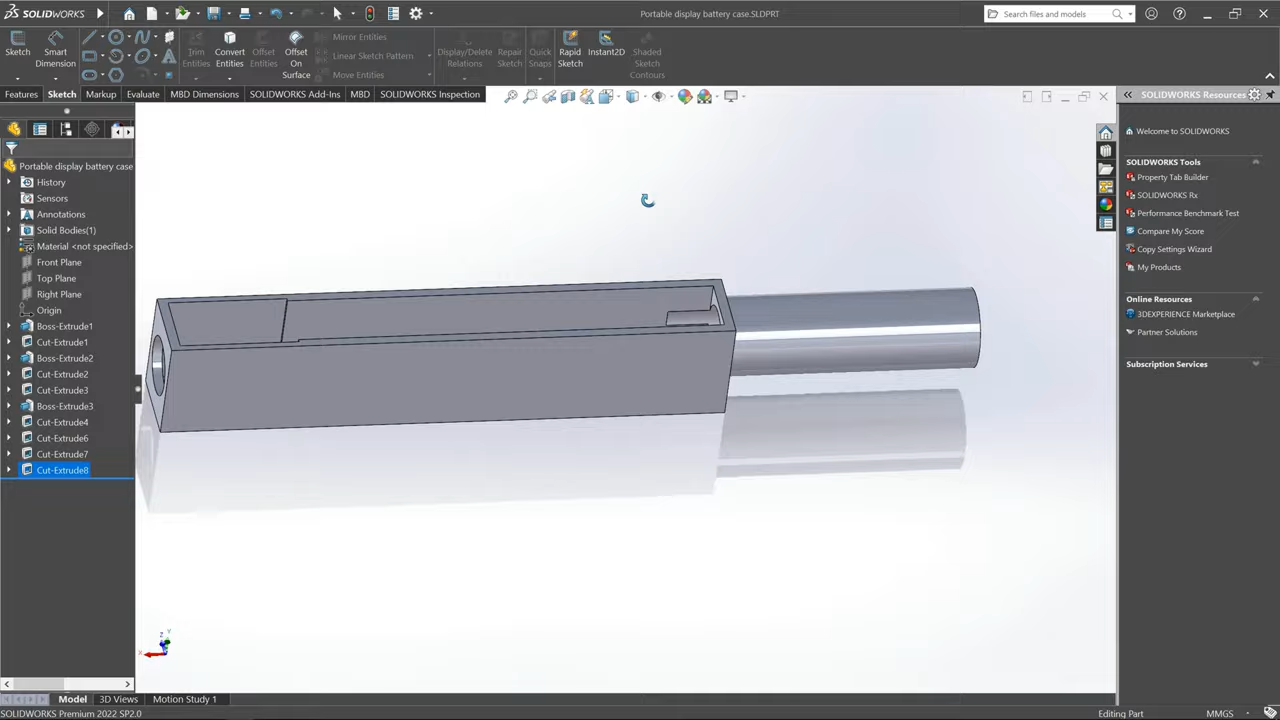 SOLIDWORKS
Portable display battery case.SLDPRT
Search files and models
Sketch
Smart Dimension
Trim Entities
Convert Entities
Offset Entities
Offset On Surface
Mirror Entities
Linear Sketch Pattern
Move Entities
Display/Delete Relations
Repair Sketch
Quick Snaps
Rapid Sketch
Instant2D
Shaded Sketch Contours
Features
Sketch
Markup
Evaluate
MBD Dimensions
SOLIDWORKS Add-Ins
MBD
SOLIDWORKS Inspection
Portable display battery case
History
Sensors
Annotations
Solid Bodies(1)
Material <not specified>
Front Plane
Top Plane
Right Plane
Origin
Boss-Extrude1
Cut-Extrude1
Boss-Extrude2
Cut-Extrude2
Cut-Extrude3
Boss-Extrude3
Cut-Extrude4
Cut-Extrude6
Cut-Extrude7
Cut-Extrude8
SOLIDWORKS Resources
Welcome to SOLIDWORKS
SOLIDWORKS Tools
Property Tab Builder
SOLIDWORKS Rx
Performance Benchmark Test
Compare My Score
Copy Settings Wizard
My Products
Online Resources
3DEXPERIENCE Marketplace
Partner Solutions
Subscription Services
Z Y
X
Model
3D Views
Motion Study 1
SOLIDWORKS Premium 2022 SP2.0
Editing Part
MMGS